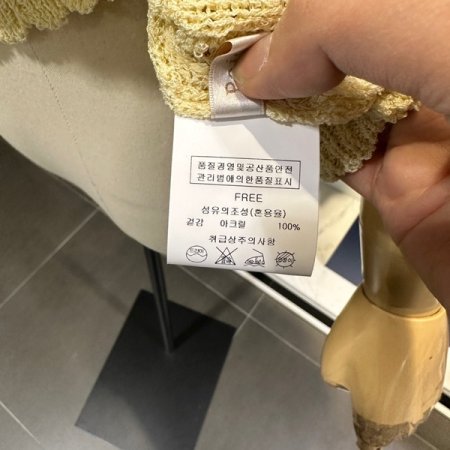 품질경영및공산품안전
관리법에의한품질표시
FREE
섬유의조성(혼용율)
겉감 아크릴 100%
취급상주의사항